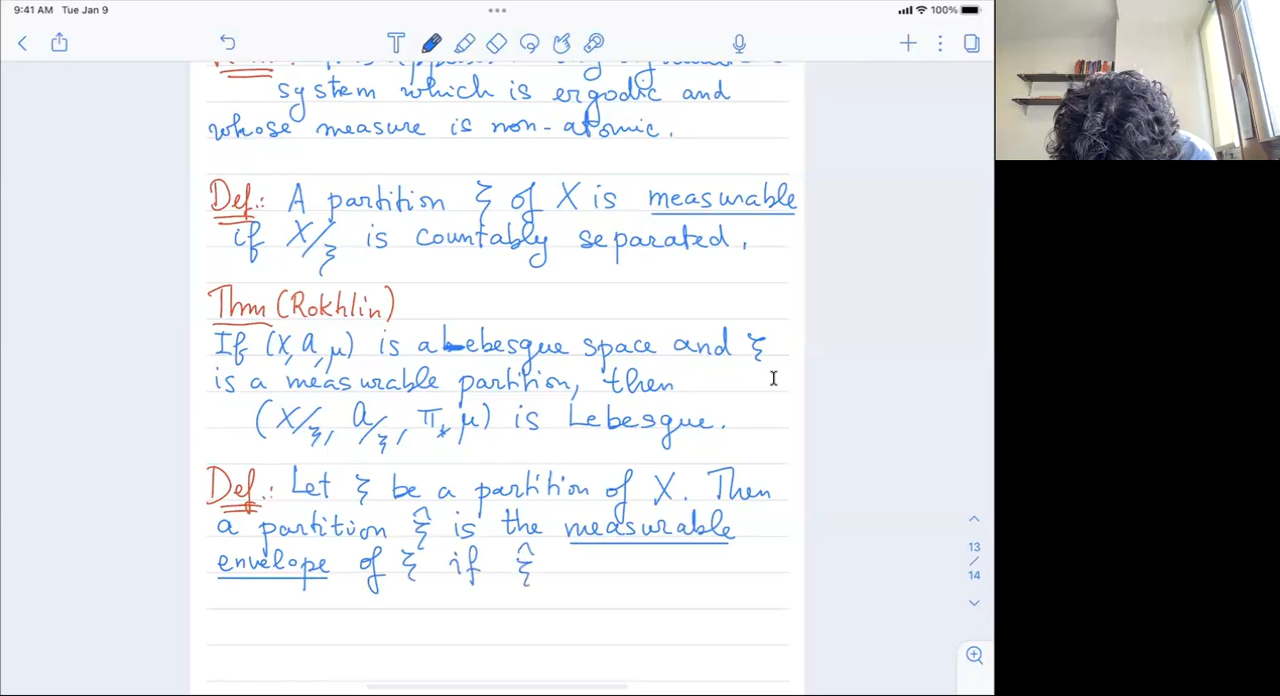 9:41 AM Tue Jan 9
100%
system which is ergodic and
whose measure is non-atomic.
Def.: A partition ξ of X is measurable
if X/ξ is countably separated.
Thm (Rokhlin)
If (X, a, μ) is a Lebesgue space and ξ
is a measurable partition, then
(X/ξ, a/ξ, π* μ) is Lebesgue.
Def.: Let ξ be a partition of X. Then
a partition ξ̂ is the measurable
envelope of ξ if ξ̂
13
/
14